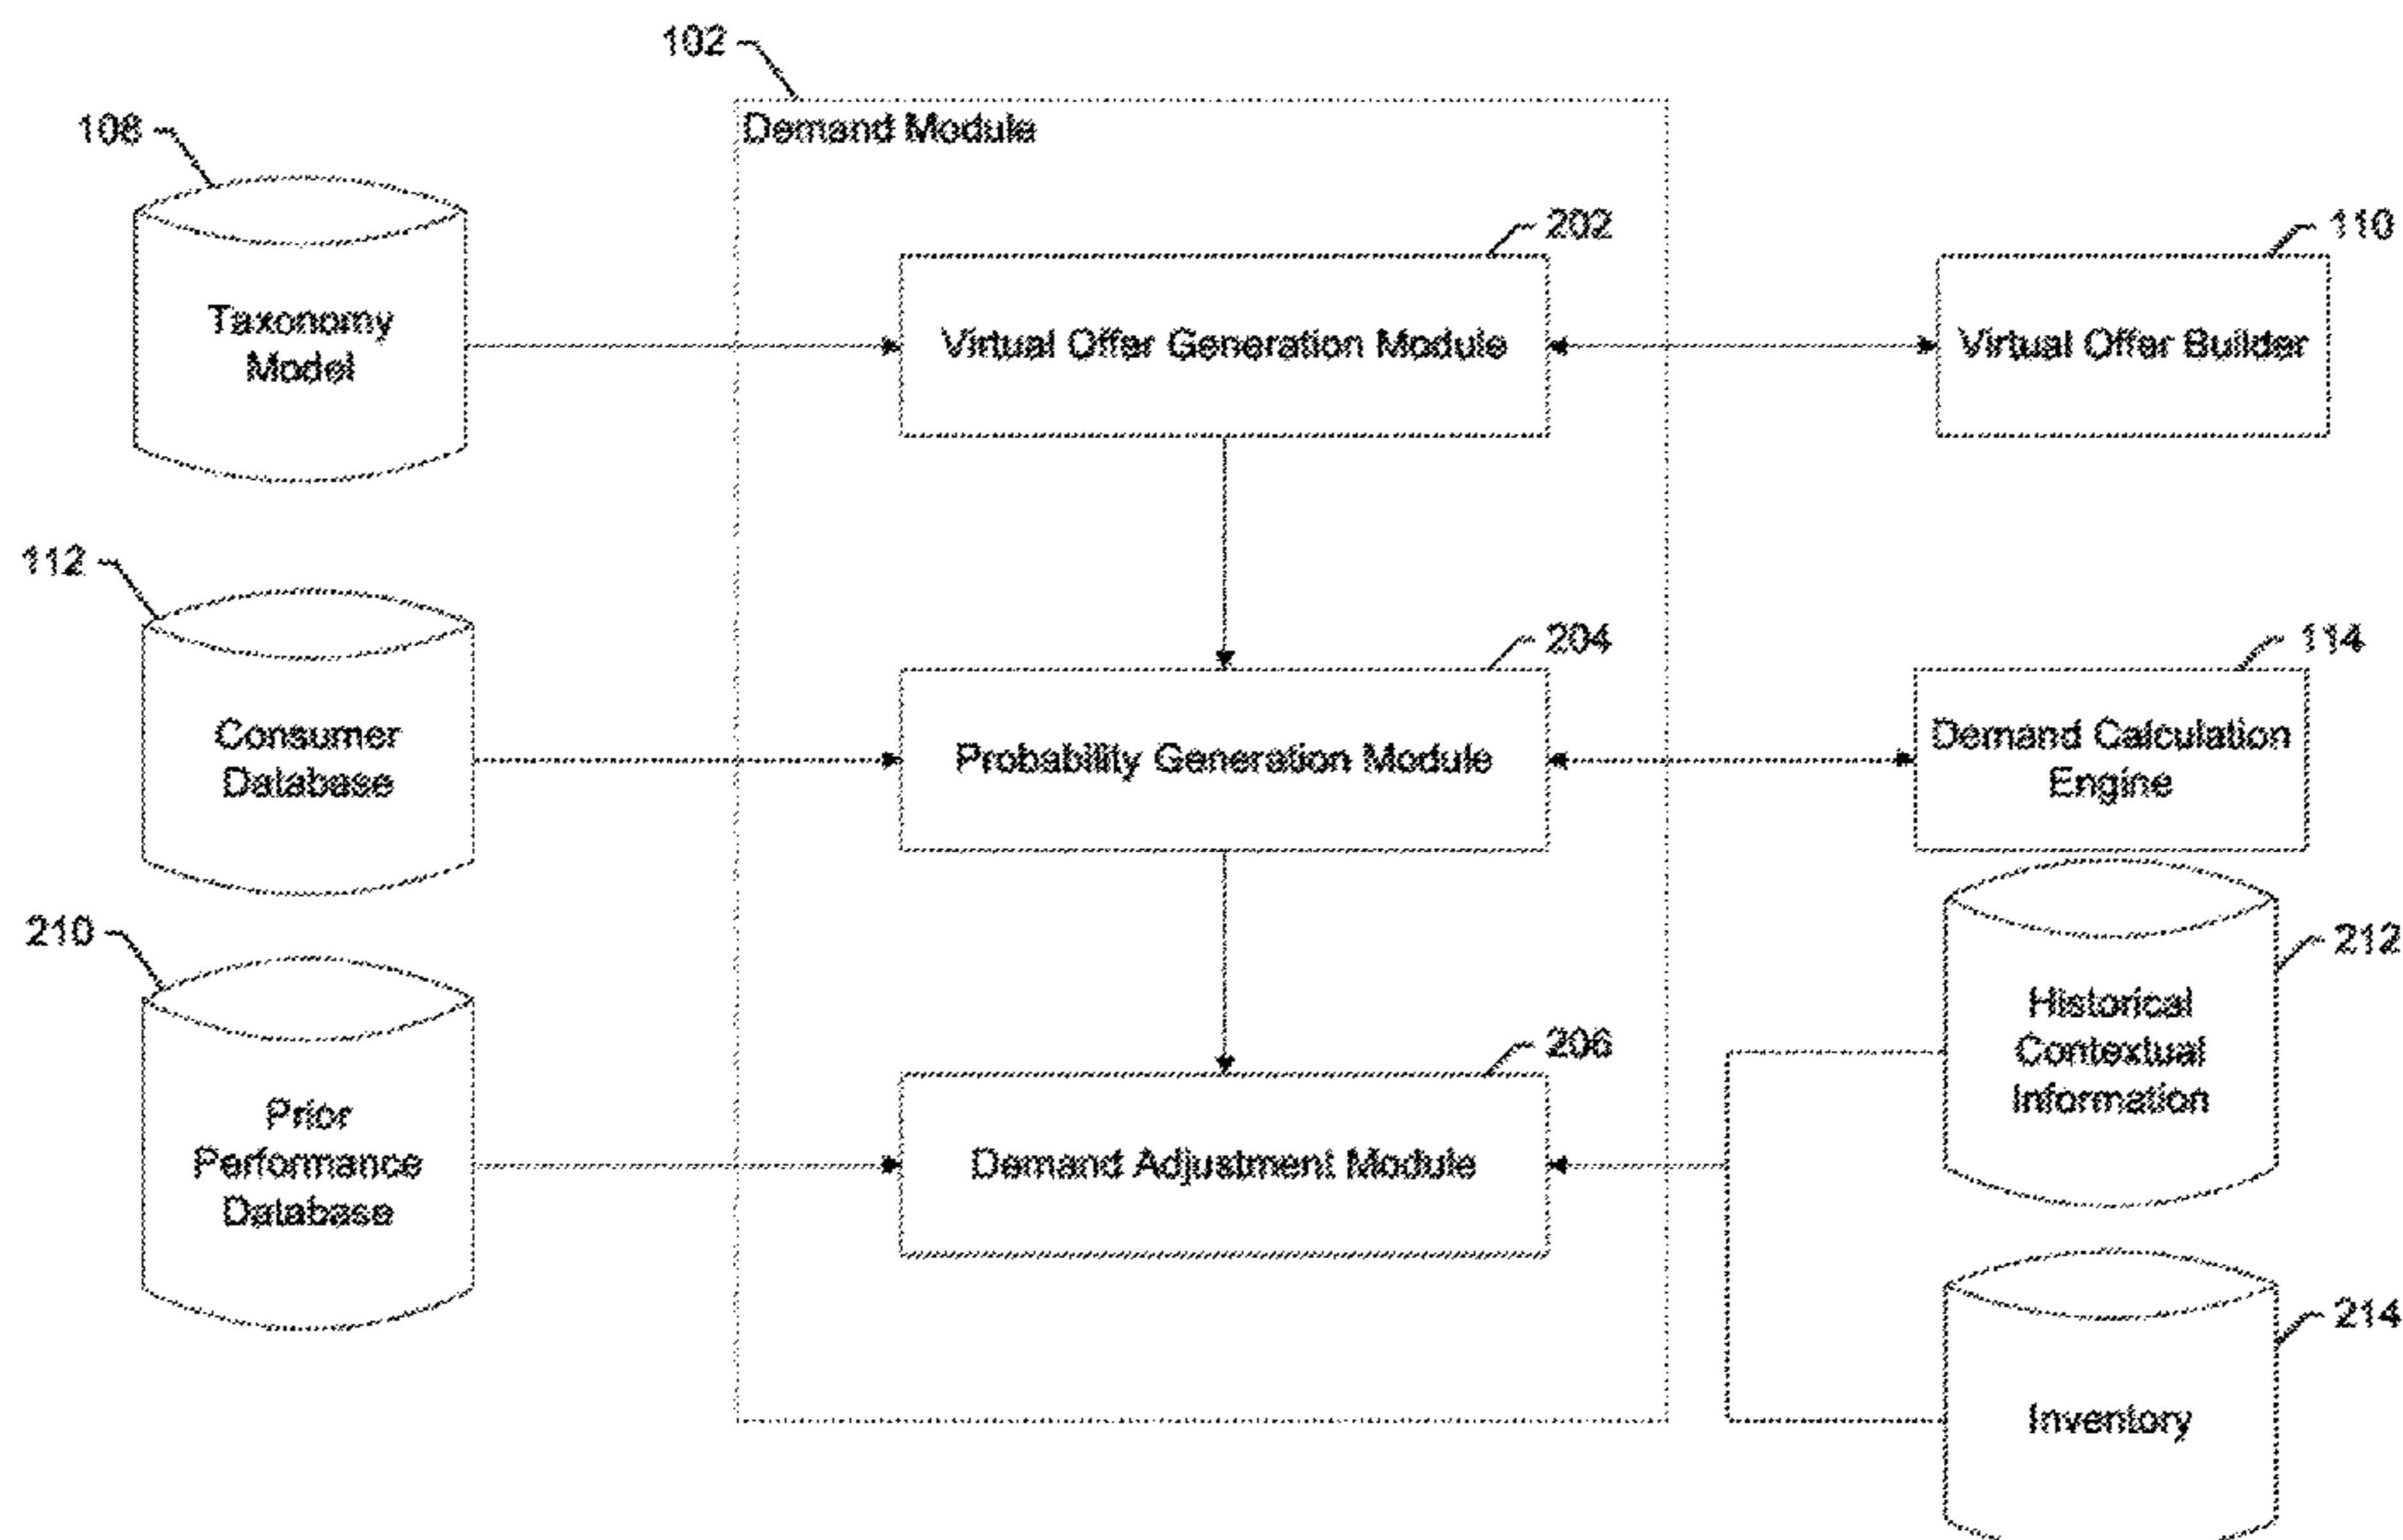 102
Demand Module
108
Taxonomy
Model
202
Virtual Offer Generation Module
110
Virtual Offer Builder
112
Consumer
Database
204
Probability Generation Module
114
Demand Calculation
Engine
210
Prior
Performance
Database
206
Demand Adjustment Module
212
Historical
Contextual
Information
214
Inventory